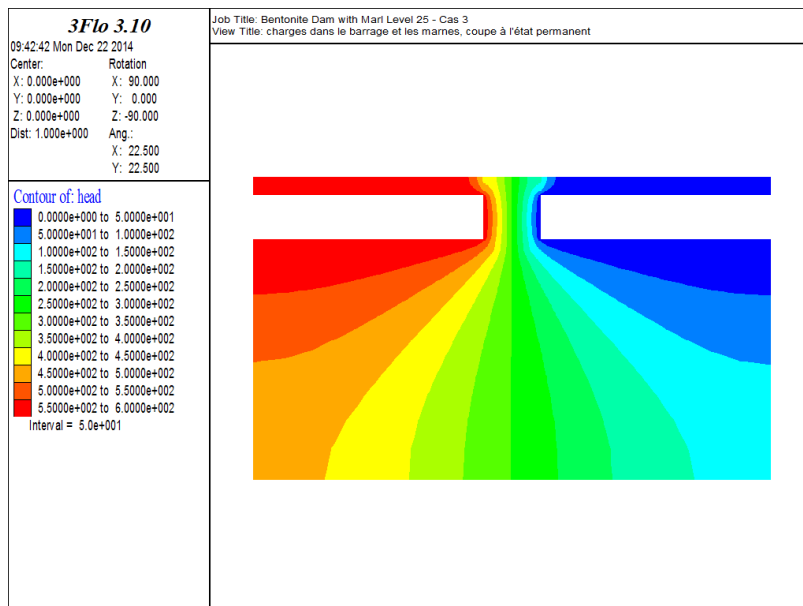 3Flo 3.10
09:42:42 Mon Dec 22 2014
Center: Rotation
X: 0.000e+000 X: 90.000
Y: 0.000e+000 Y: 0.000
Z: 0.000e+000 Z: -90.000
Dist: 1.000e+000 Ang.:
X: 22.500
Y: 22.500
Job Title: Bentonite Dam with Marl Level 25 - Cas 3
View Title: charges dans le barrage et les marnes, coupe à l'état permanent
Contour of: head
0.0000e+000 to 5.0000e+001
5.0000e+001 to 1.0000e+002
1.0000e+002 to 1.5000e+002
1.5000e+002 to 2.0000e+002
2.0000e+002 to 2.5000e+002
2.5000e+002 to 3.0000e+002
3.0000e+002 to 3.5000e+002
3.5000e+002 to 4.0000e+002
4.0000e+002 to 4.5000e+002
4.5000e+002 to 5.0000e+002
5.0000e+002 to 5.5000e+002
5.5000e+002 to 6.0000e+002
Interval = 5.0e+001